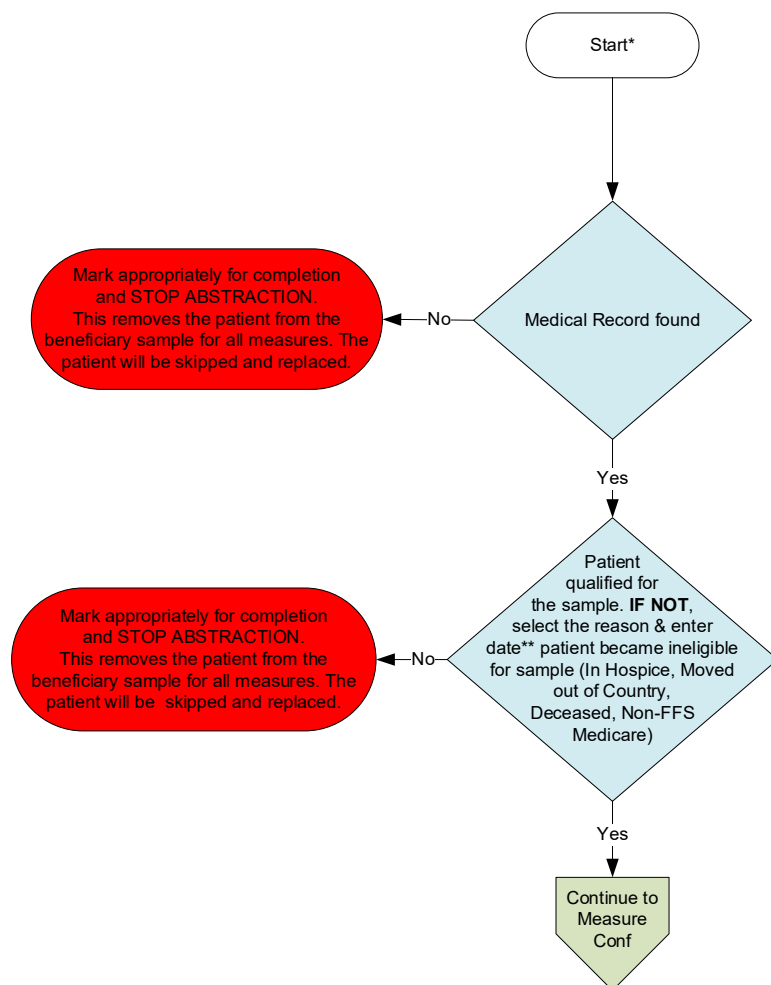 Start*
Medical Record found
No
Mark appropriately for completion
and STOP ABSTRACTION.
This removes the patient from the
beneficiary sample for all measures. The
patient will be skipped and replaced.
Yes
Patient
qualified for
the sample. IF NOT,
select the reason & enter
date** patient became ineligible
for sample (In Hospice, Moved
out of Country,
Deceased, Non-FFS
Medicare)
No
Mark appropriately for completion
and STOP ABSTRACTION.
This removes the patient from the
beneficiary sample for all measures. The
patient will be  skipped and replaced.
Yes
Continue to
Measure
Conf